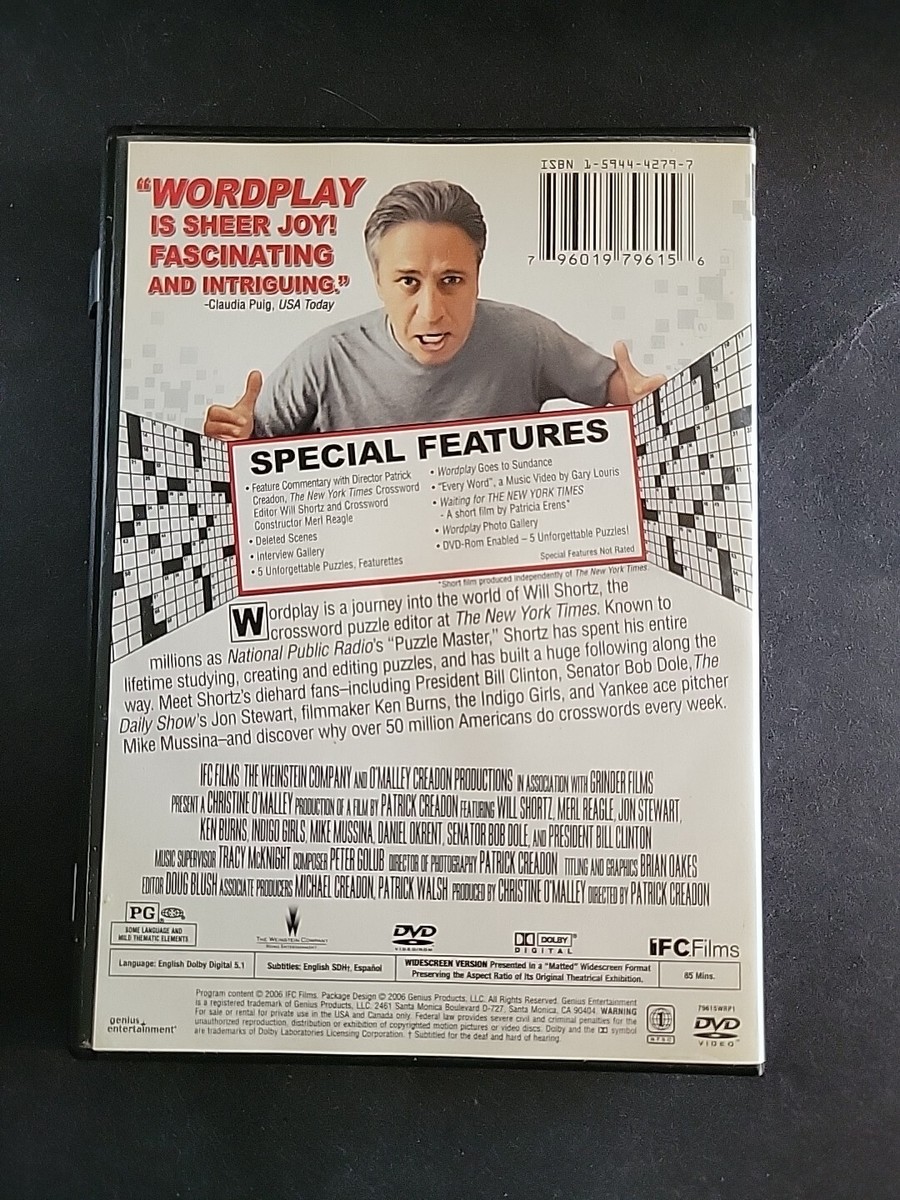 “WORDPLAY
IS SHEER JOY!
FASCINATING
AND INTRIGUING.”
-Claudia Puig, USA Today
ISBN 1-5944-4279-7
7 96019 79615 6
SPECIAL FEATURES
• Feature Commentary with Director Patrick
Creadon, The New York Times Crossword
Editor Will Shortz and Crossword
Constructor Merl Reagle
• Deleted Scenes
• Interview Gallery
• 5 Unforgettable Puzzles, Featurettes
• Wordplay Goes to Sundance
• “Every Word”, a Music Video by Gary Louris
• Waiting for THE NEW YORK TIMES
- A short film by Patricia Erens*
• Wordplay Photo Gallery
• DVD-Rom Enabled – 5 Unforgettable Puzzles!
Special Features Not Rated
*Short film produced independently of The New York Times.
Wordplay is a journey into the world of Will Shortz, the
crossword puzzle editor at The New York Times. Known to
millions as National Public Radio's “Puzzle Master,” Shortz has spent his entire
lifetime studying, creating and editing puzzles, and has built a huge following along the
way. Meet Shortz's diehard fans–including President Bill Clinton, Senator Bob Dole, The
Daily Show's Jon Stewart, filmmaker Ken Burns, the Indigo Girls, and Yankee ace pitcher
Mike Mussina–and discover why over 50 million Americans do crosswords every week.
IFC FILMS THE WEINSTEIN COMPANY AND O'MALLEY CREADON PRODUCTIONS IN ASSOCIATION WITH GRINDER FILMS
PRESENT A CHRISTINE O'MALLEY PRODUCTION OF A FILM BY PATRICK CREADON FEATURING WILL SHORTZ, MERL REAGLE, JON STEWART,
KEN BURNS, INDIGO GIRLS, MIKE MUSSINA, DANIEL OKRENT, SENATOR BOB DOLE, AND PRESIDENT BILL CLINTON
MUSIC SUPERVISOR TRACY McKNIGHT COMPOSER PETER GOLUB DIRECTOR OF PHOTOGRAPHY PATRICK CREADON TITLING AND GRAPHICS BRIAN OAKES
EDITOR DOUG BLUSH ASSOCIATE PRODUCERS MICHAEL CREADON, PATRICK WALSH PRODUCED BY CHRISTINE O'MALLEY DIRECTED BY PATRICK CREADON
PG
SOME LANGUAGE AND
MILD THEMATIC ELEMENTS
THE WEINSTEIN COMPANY
HOME ENTERTAINMENT
DVD
VIDEO/ROM
DOLBY
DIGITAL
IFC Films
Language: English Dolby Digital 5.1
Subtitles: English SDH†, Español
WIDESCREEN VERSION Presented in a “Matted” Widescreen Format
Preserving the Aspect Ratio of Its Original Theatrical Exhibition.
85 Mins.
genius
entertainment
Program content © 2006 IFC Films. Package Design © 2006 Genius Products, LLC. All Rights Reserved. Genius Entertainment
is a registered trademark of Genius Products, LLC. 2461 Santa Monica Boulevard D-727, Santa Monica, CA 90404. WARNING
For sale or rental for private use in the USA and Canada only. Federal law provides severe civil and criminal penalties for the
unauthorized reproduction, distribution or exhibition of copyrighted motion pictures or video discs. Dolby and the symbol
are trademarks of Dolby Laboratories Licensing Corporation. † Subtitled for the deaf and hard of hearing.
1
NTSC
79615WRP1
DVD
VIDEO